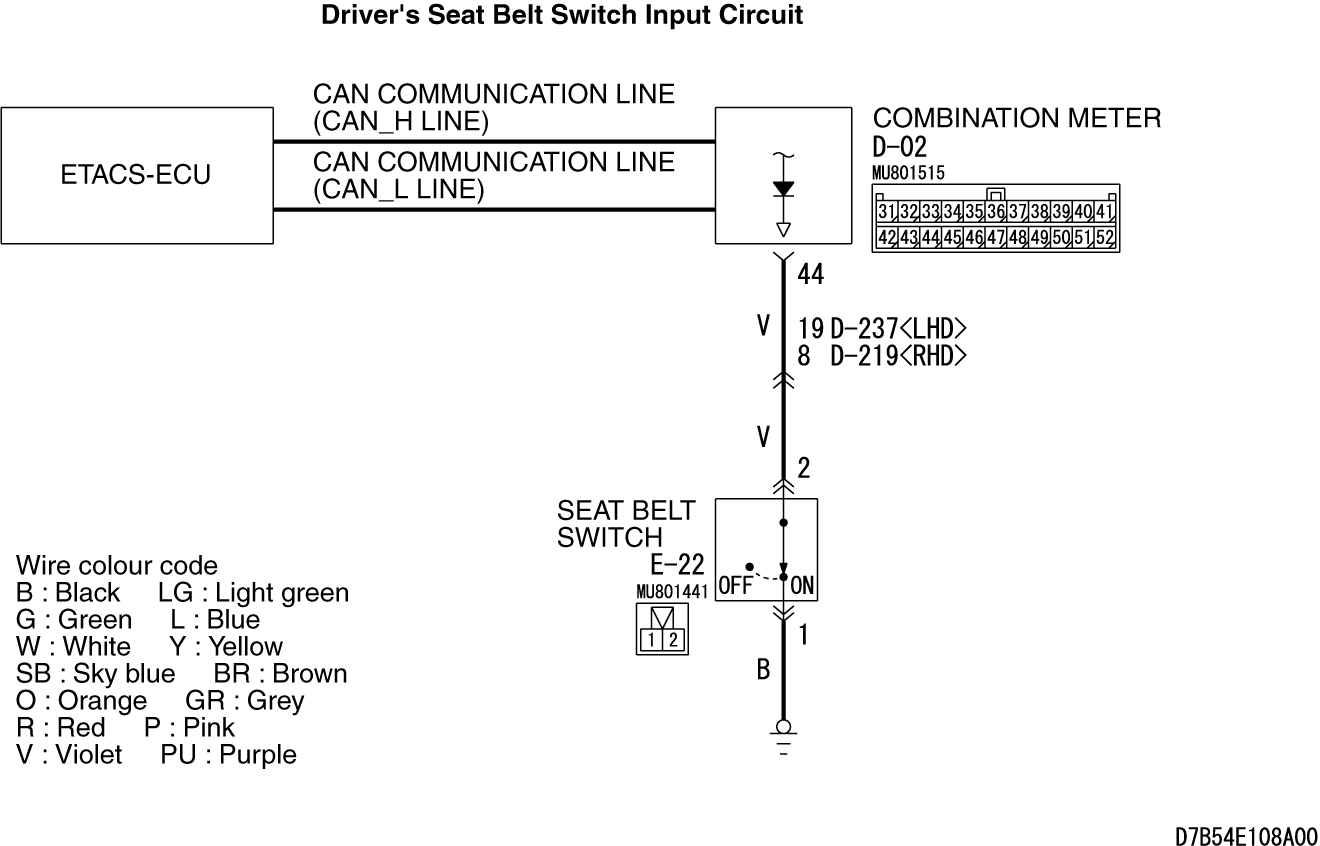 Driver's Seat Belt Switch Input Circuit
CAN COMMUNICATION LINE
(CAN_H LINE)
CAN COMMUNICATION LINE
(CAN_L LINE)
ETACS-ECU
COMBINATION METER
D-02
MU801515
31 32 33 34 35 36 37 38 39 40 41
42 43 44 45 46 47 48 49 50 51 52
44
V
19 D-237<LHD>
8 D-219<RHD>
V
2
SEAT BELT
SWITCH
E-22
MU801441
1 2
OFF
ON
1
B
Wire colour code
B : Black LG : Light green
G : Green L : Blue
W : White Y : Yellow
SB : Sky blue BR : Brown
O : Orange GR : Grey
R : Red P : Pink
V : Violet PU : Purple
D7B54E108A00